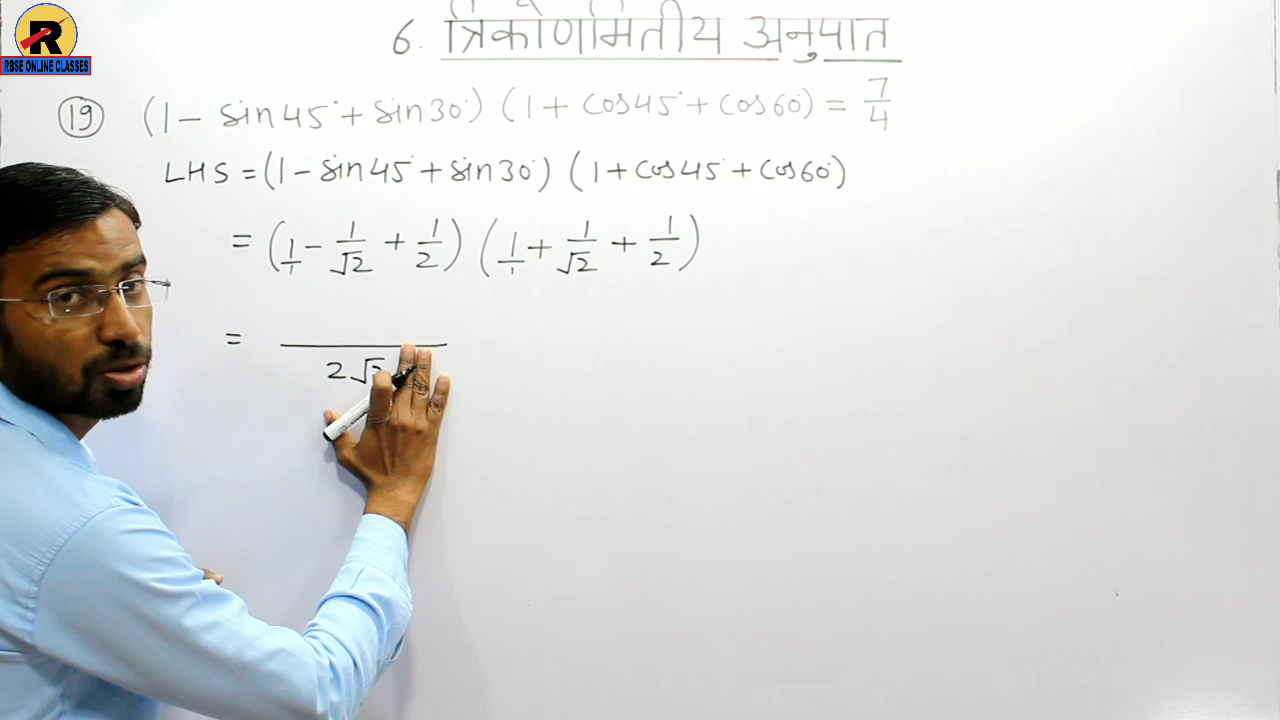 R
RBSE ONLINE CLASSES
6. त्रिकोणमितीय अनुपात
19 (1 - sin45° + sin30°) (1 + cos45° + cos60°) = 7/4
LHS = (1 - sin45° + sin30°) (1 + cos45° + cos60°)
= (1/1 - 1/√2 + 1/2) (1/1 + 1/√2 + 1/2)
=
2√